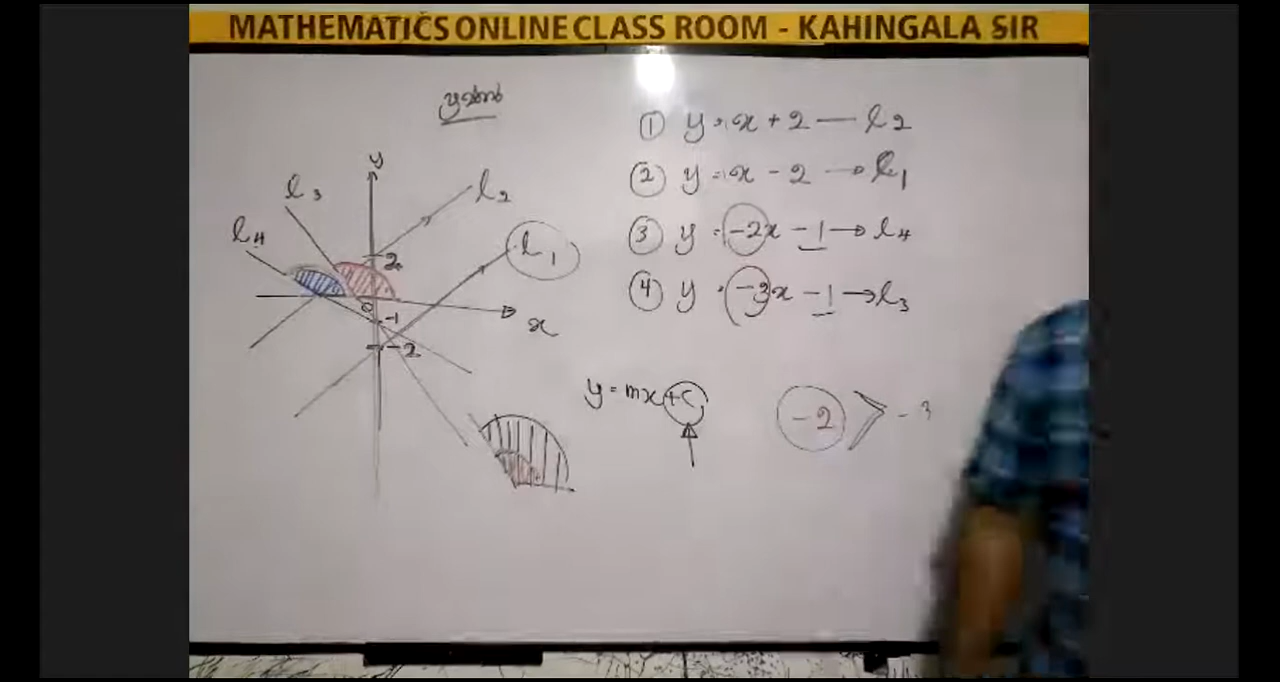 MATHEMATICS ONLINE CLASS ROOM - KAHINGALA SIR
① y = x + 2 — l2
② y = x - 2 → l1
③ y = -2x - 1 → l4
④ y = -3x - 1 → l3
y
l3
l2
l4
l1
2
0
-1
x
-2
y = mx + c
-2 > -3